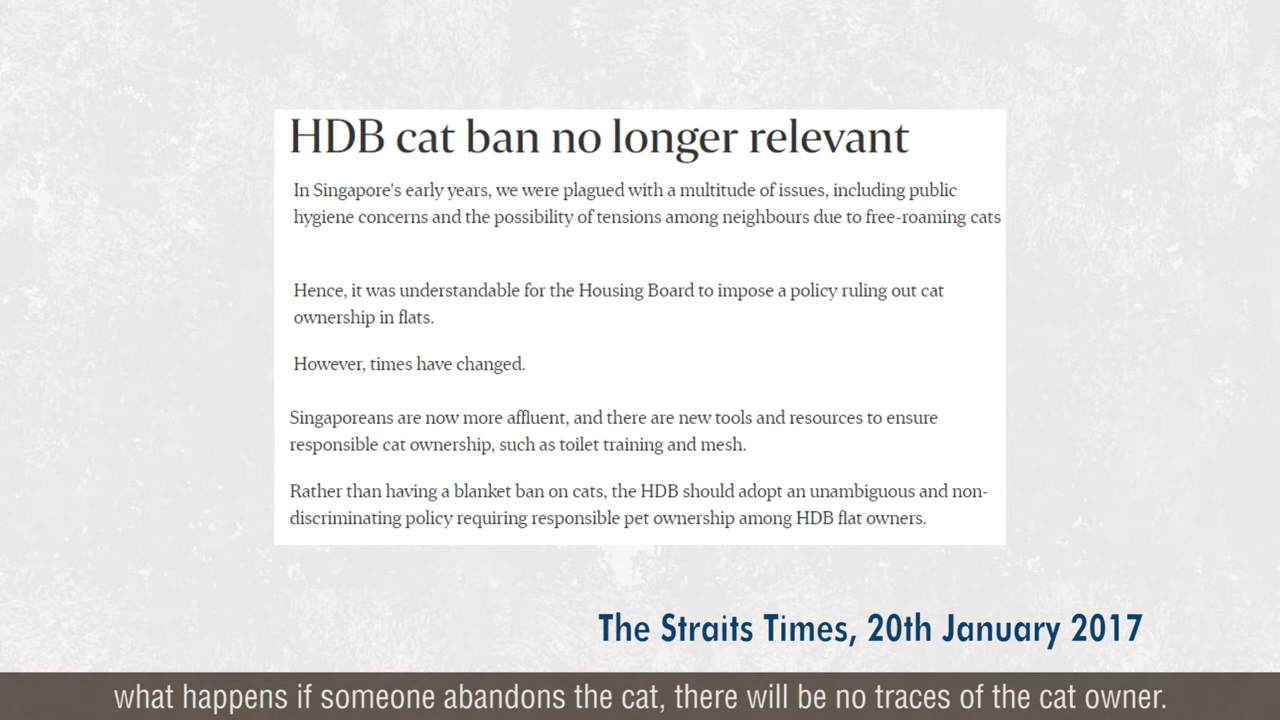 HDB cat ban no longer relevant
In Singapore's early years, we were plagued with a multitude of issues, including public
hygiene concerns and the possibility of tensions among neighbours due to free-roaming cats
Hence, it was understandable for the Housing Board to impose a policy ruling out cat
ownership in flats.
However, times have changed.
Singaporeans are now more affluent, and there are new tools and resources to ensure
responsible cat ownership, such as toilet training and mesh.
Rather than having a blanket ban on cats, the HDB should adopt an unambiguous and non-
discriminating policy requiring responsible pet ownership among HDB flat owners.
The Straits Times, 20th January 2017
what happens if someone abandons the cat, there will be no traces of the cat owner.